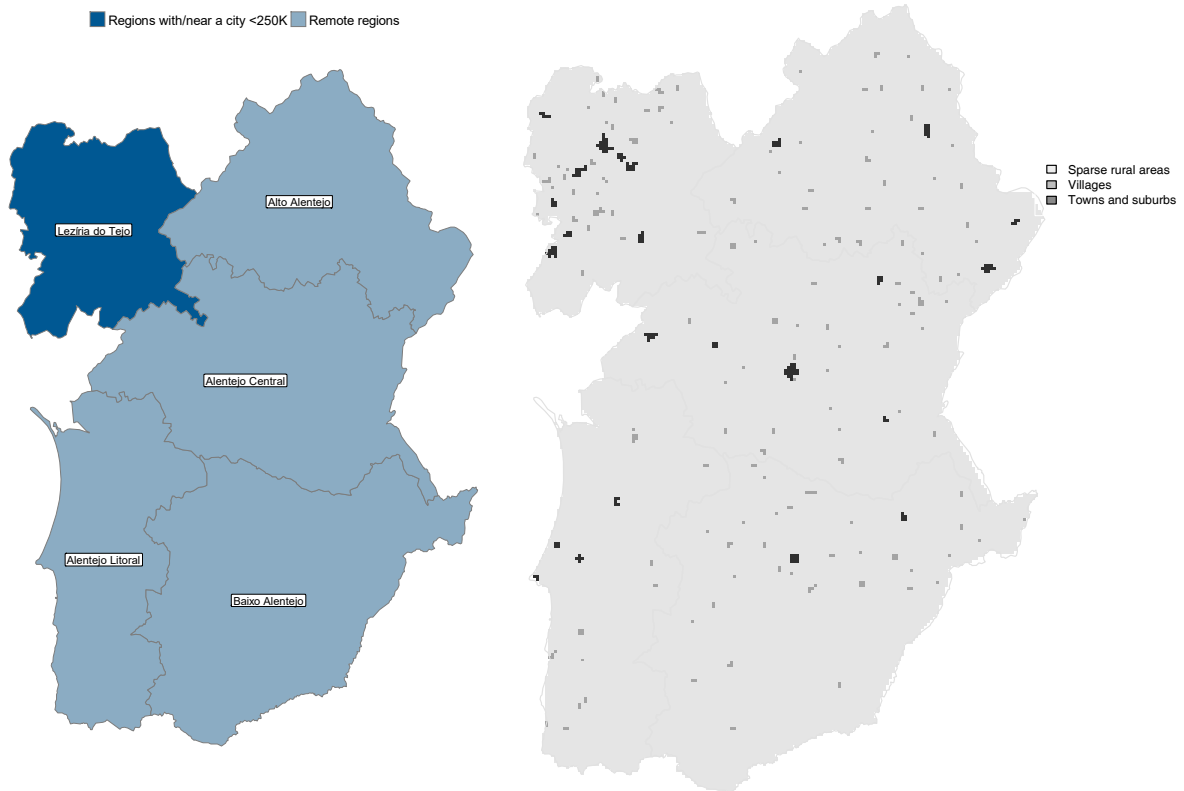 Regions with/near a city <250K Remote regions
Alto Alentejo
Lezíria do Tejo
Alentejo Central
Alentejo Litoral
Baixo Alentejo
Sparse rural areas
Villages
Towns and suburbs